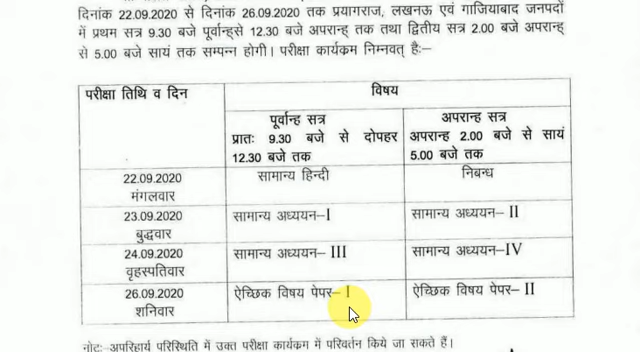 दिनांक 22.09.2020 से दिनांक 26.09.2020 तक प्रयागराज, लखनऊ एवं गाजियाबाद जनपदों
में प्रथम सत्र 9.30 बजे पूर्वान्ह्से 12.30 बजे अपरान्ह् तक तथा द्वितीय सत्र 2.00 बजे अपरान्ह्
से 5.00 बजे सायं तक सम्पन्न होगी। परीक्षा कार्यक्रम निम्नवत् है:–
परीक्षा तिथि व दिन
विषय
पूर्वान्ह सत्र
प्रातः 9.30 बजे से दोपहर
12.30 बजे तक
अपरान्ह सत्र
अपरान्ह 2.00 बजे से सायं
5.00 बजे तक
22.09.2020
मंगलवार
सामान्य हिन्दी
निबन्ध
23.09.2020
बुद्धवार
सामान्य अध्ययन–I
सामान्य अध्ययन– II
24.09.2020
वृहस्पतिवार
सामान्य अध्ययन– III
सामान्य अध्ययन–IV
26.09.2020
शनिवार
ऐच्छिक विषय पेपर– I
ऐच्छिक विषय पेपर– II
नोटः– अपरिहार्य परिस्थिति में उक्त परीक्षा कार्यकम में परिवर्तन किये जा सकते हैं।